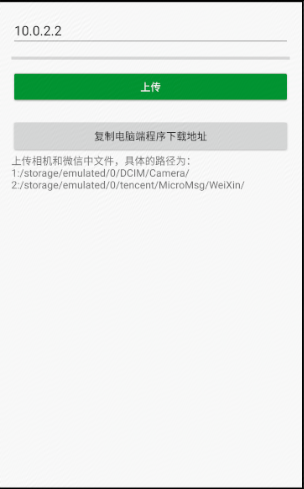 10.0.2.2
上传
复制电脑端程序下载地址
上传相机和微信中文件，具体的路径为：
1:/storage/emulated/0/DCIM/Camera/
2:/storage/emulated/0/tencent/MicroMsg/WeiXin/